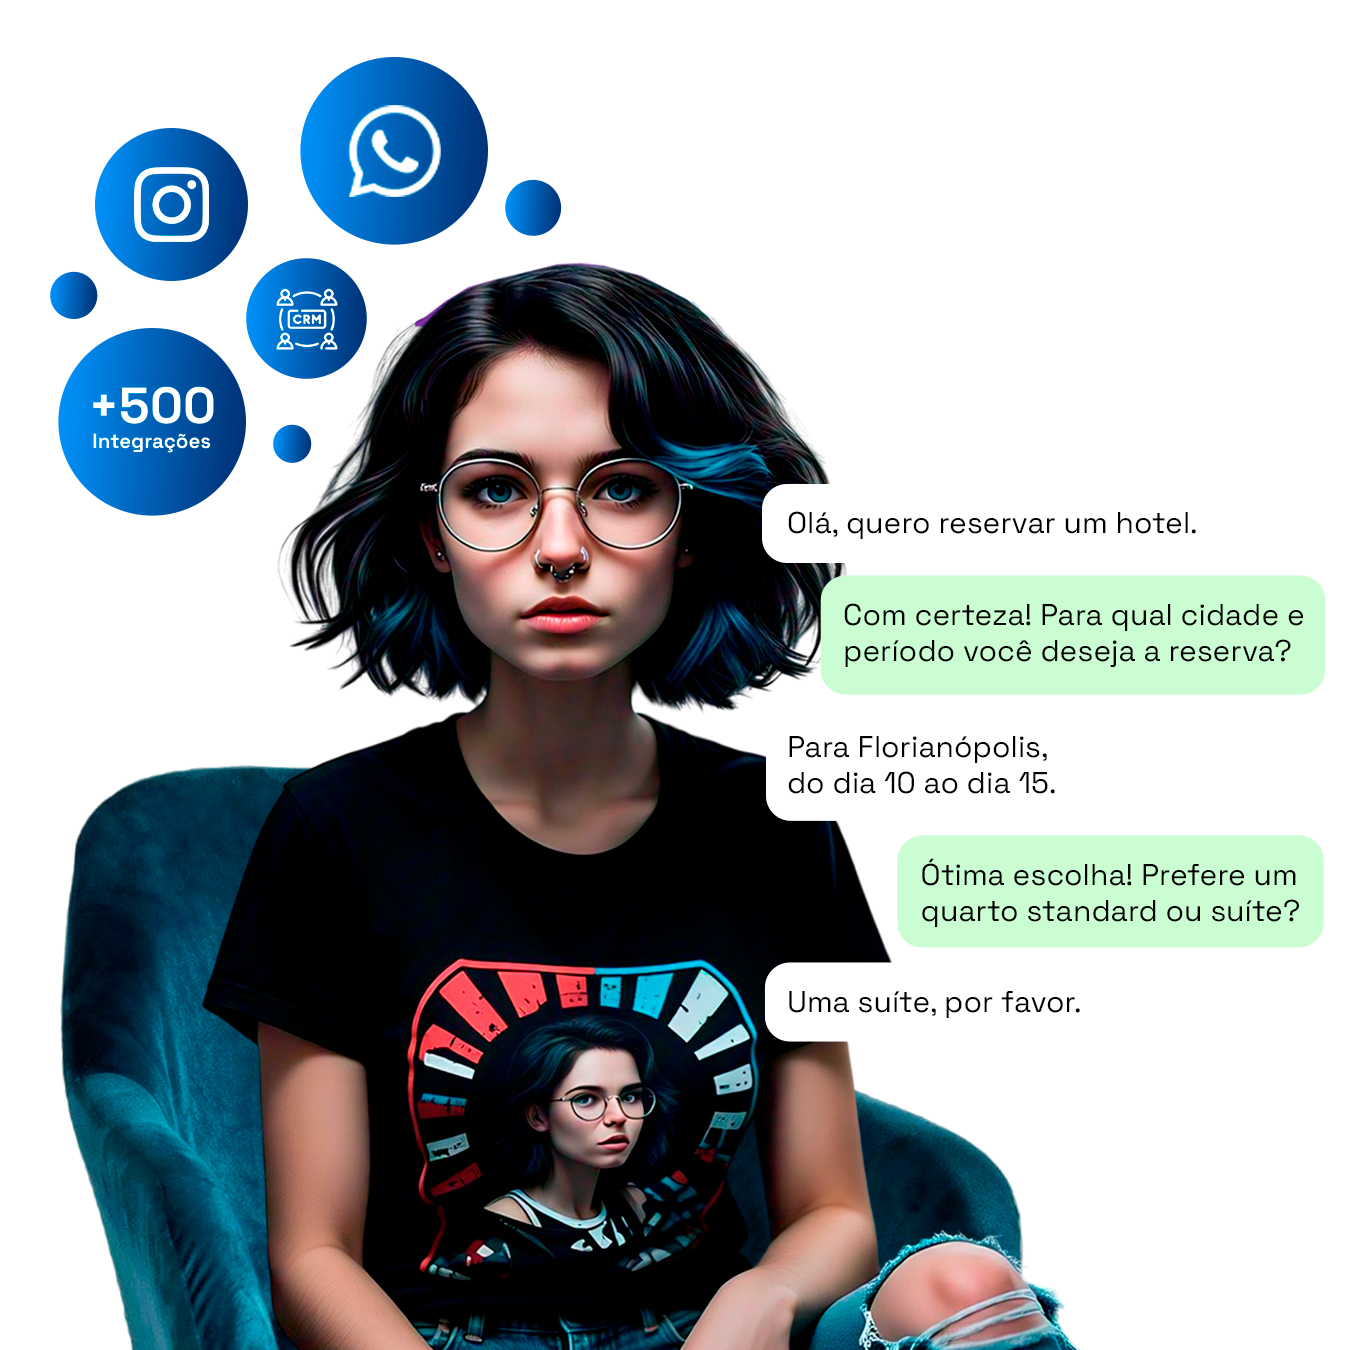 CRM
+500
Integrações
Olá, quero reservar um hotel.
Com certeza! Para qual cidade e
período você deseja a reserva?
Para Florianópolis,
do dia 10 ao dia 15.
Ótima escolha! Prefere um
quarto standard ou suíte?
Uma suíte, por favor.